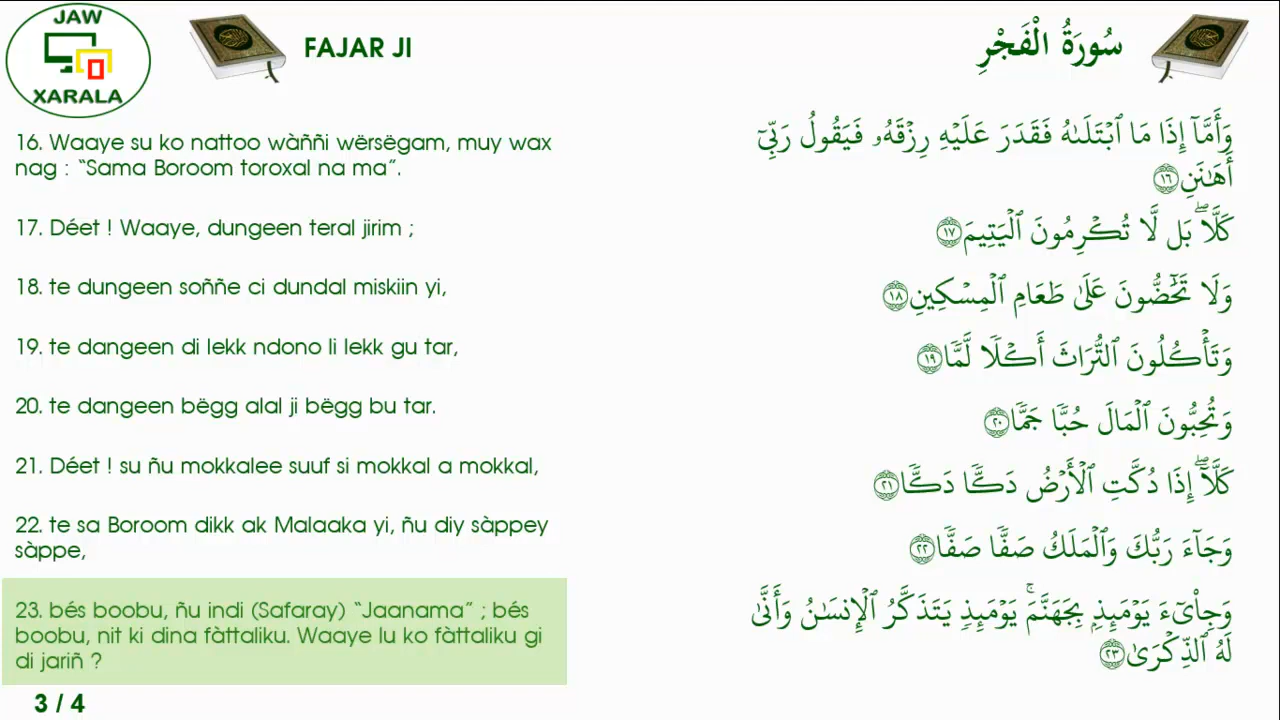 JAW
XARALA
FAJAR JI
سُورَةُ الْفَجْرِ
16. Waaye su ko nattoo wàññi wërsëgam, muy wax
nag : “Sama Boroom toroxal na ma”.
17. Déet ! Waaye, dungeen teral jirim ;
18. te dungeen soññe ci dundal miskiin yi,
19. te dangeen di lekk ndono li lekk gu tar,
20. te dangeen bëgg alal ji bëgg bu tar.
21. Déet ! su ñu mokkalee suuf si mokkal a mokkal,
22. te sa Boroom dikk ak Malaaka yi, ñu diy sàppey
sàppe,
23. bés boobu, ñu indi (Safaray) “Jaanama” ; bés
boobu, nit ki dina fàttaliku. Waaye lu ko fàttaliku gi
di jariñ ?
وَأَمَّآ إِذَا مَا ٱبْتَلَىٰهُ فَقَدَرَ عَلَيْهِ رِزْقَهُۥ فَيَقُولُ رَبِّىٓ
أَهَـٰنَنِ ١٦
كَلَّا ۖ بَل لَّا تُكْرِمُونَ ٱلْيَتِيمَ ١٧
وَلَا تَحَـٰٓضُّونَ عَلَىٰ طَعَامِ ٱلْمِسْكِينِ ١٨
وَتَأْكُلُونَ ٱلتُّرَاثَ أَكْلًا لَّمًّا ١٩
وَتُحِبُّونَ ٱلْمَالَ حُبًّا جَمًّا ٢٠
كَلَّآ ۖ إِذَا دُكَّتِ ٱلْأَرْضُ دَكًّا دَكًّا ٢١
وَجَآءَ رَبُّكَ وَٱلْمَلَكُ صَفًّا صَفًّا ٢٢
وَجِا۟ىٓءَ يَوْمَئِذٍۭ بِجَهَنَّمَ ۚ يَوْمَئِذٍ يَتَذَكَّرُ ٱلْإِنسَـٰنُ وَأَنَّىٰ
لَهُ ٱلذِّكْرَىٰ ٢٣
3 / 4